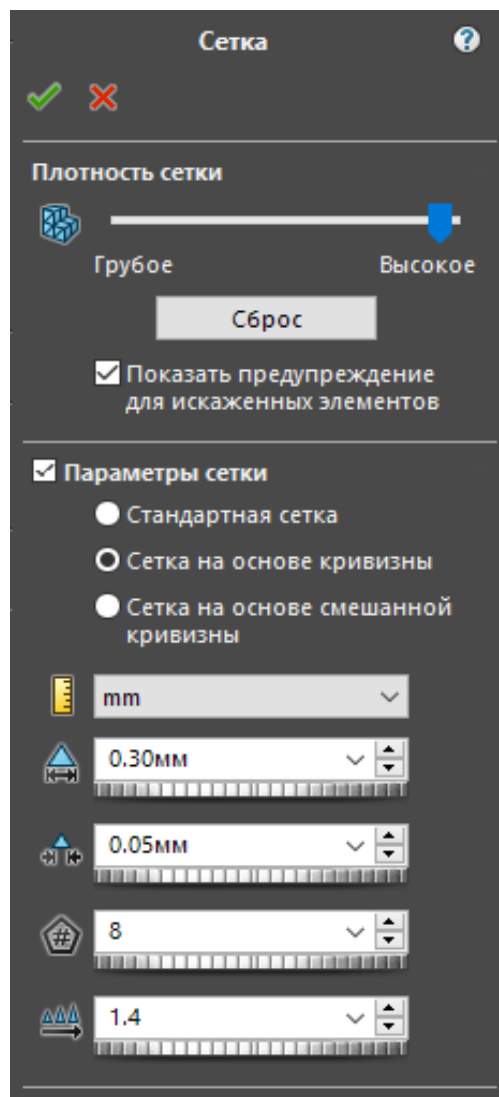 Сетка
Плотность сетки
Грубое Высокое
Сброс
Показать предупреждение
для искаженных элементов
Параметры сетки
Стандартная сетка
Сетка на основе кривизны
Сетка на основе смешанной
кривизны
mm
0.30мм
0.05мм
#
8
1.4